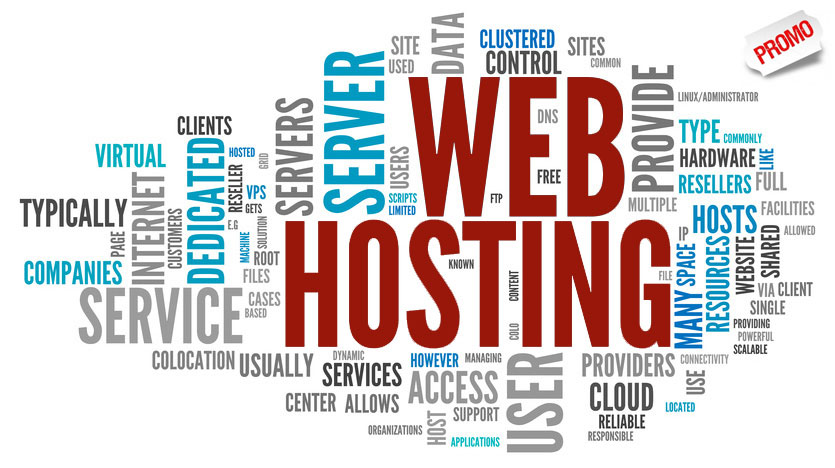 PROMO
SITE
USED
DATA
CLUSTERED
CONTROL
SITES
COMMON
SERVER
SERVERS
WEB
DNS
FREE
FTP
PROVIDE
LINUX/ADMINISTRATOR
TYPE
COMMONLY
HARDWARE
LIKE
RESELLERS
FULL
MULTIPLE
CLIENTS
VIRTUAL
DEDICATED
HOSTED
GRID
RESELLER
VPS
GETS
E.G
USERS
SCRIPTS
LIMITED
TYPICALLY
PAGE
INTERNET
CUSTOMERS
MACHINE
SOLUTION
ROOT
FILES
COMPANIES
SERVICE
CASES
BASED
HOSTING
KNOWN
CONTENT
COLO
FILE
IP
HOSTS
FACILITIES
ALLOWED
MANY
SPACE
RESOURCES
WEBSITE
SHARED
VIA
CLIENT
SINGLE
PROVIDING
POWERFUL
SCALABLE
COLOCATION
USUALLY
DYNAMIC
SERVICES
HOWEVER
MANAGING
ACCESS
USER
PROVIDERS
CONNECTIVITY
USE
CENTER
ALLOWS
SUPPORT
HOST
ORGANIZATIONS
APPLICATIONS
CLOUD
RELIABLE
RESPONSIBLE
LOCATED